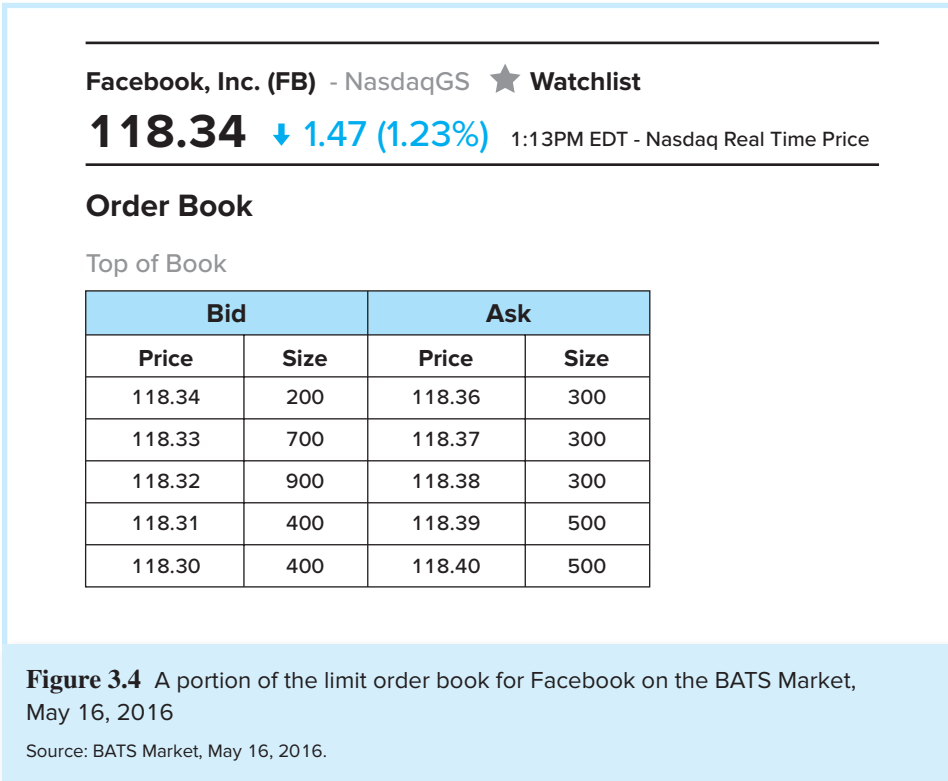 Facebook, Inc. (FB) - NasdaqGS Watchlist
118.34 1.47 (1.23%) 1:13PM EDT - Nasdaq Real Time Price
Order Book
Top of Book
Bid Ask
Price Size Price Size
118.34 200 118.36 300
118.33 700 118.37 300
118.32 900 118.38 300
118.31 400 118.39 500
118.30 400 118.40 500
Figure 3.4 A portion of the limit order book for Facebook on the BATS Market,
May 16, 2016
Source: BATS Market, May 16, 2016.